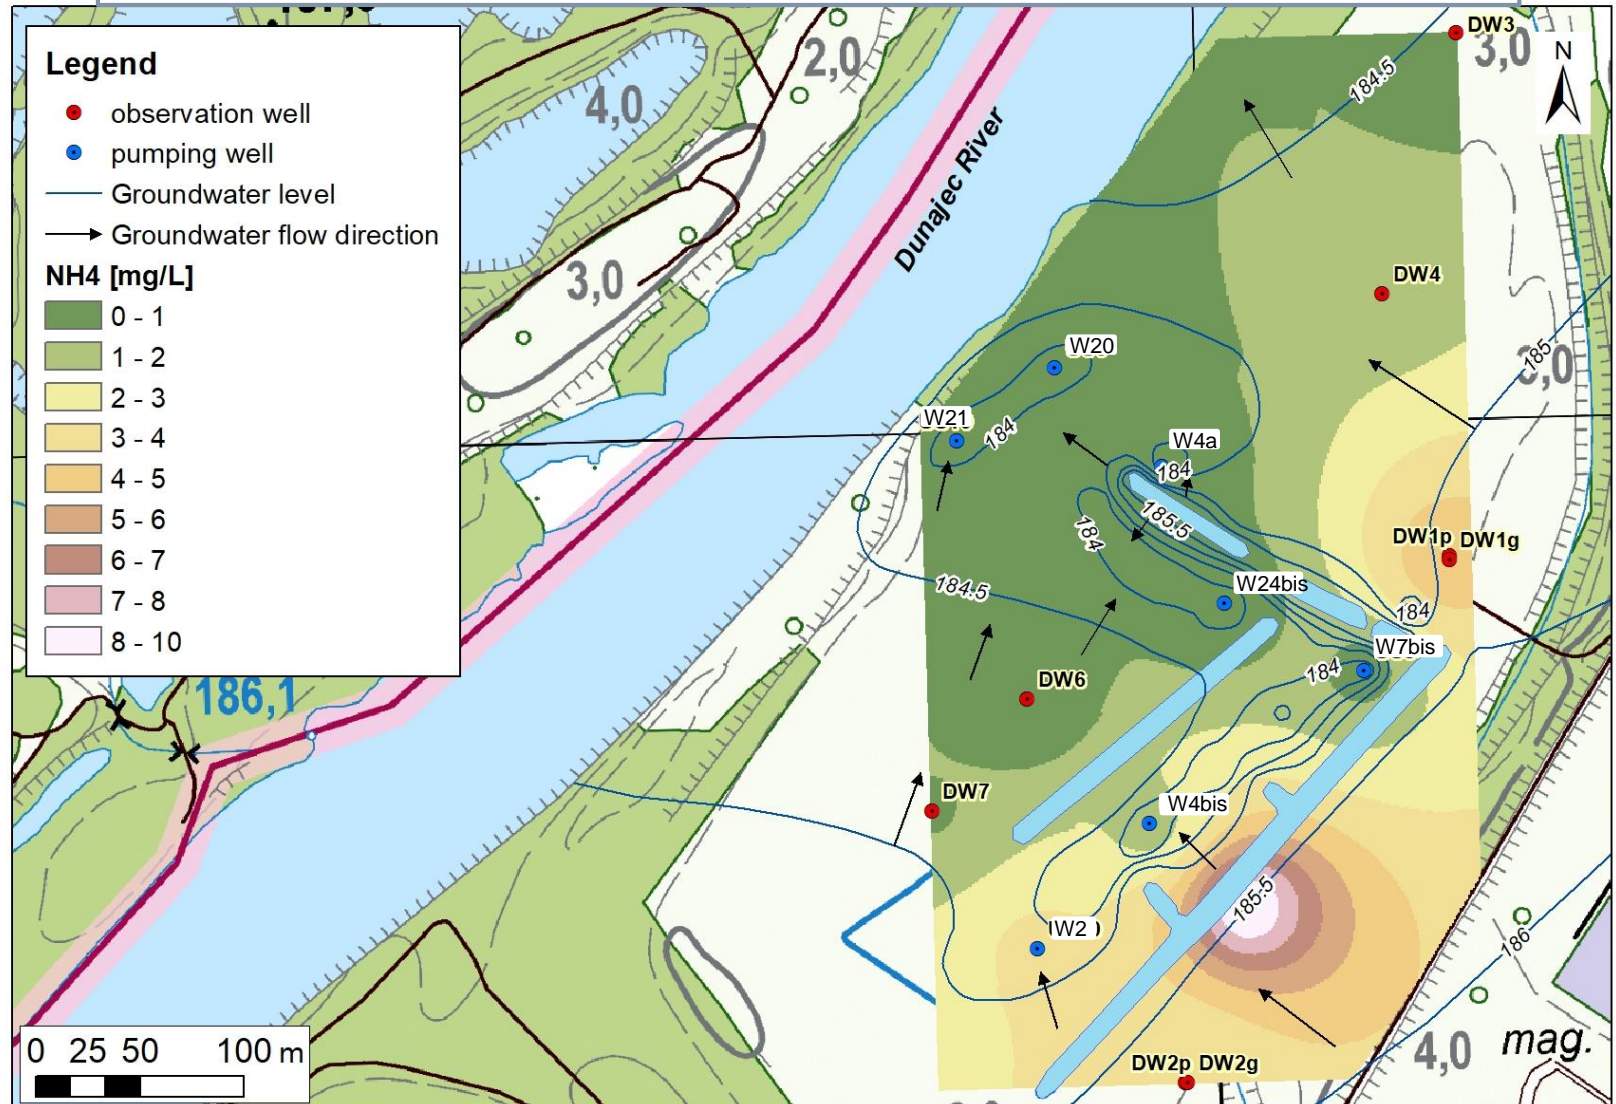 Legend
observation well
pumping well
Groundwater level
Groundwater flow direction
NH4 [mg/L]
0 - 1
1 - 2
2 - 3
3 - 4
4 - 5
5 - 6
6 - 7
7 - 8
8 - 10
2,0
4,0
3,0
3,0
N
DW3
184.5
Dunajec River
DW4
W20
185
3,0
W21
184
W4a
184
185.5
184
DW1p DW1g
W24bis
184.5
184
W7bis
184
DW6
186,1
DW7
W4bis
185.5
W2
186
DW2p DW2g
4,0
mag.
0 25 50 100 m